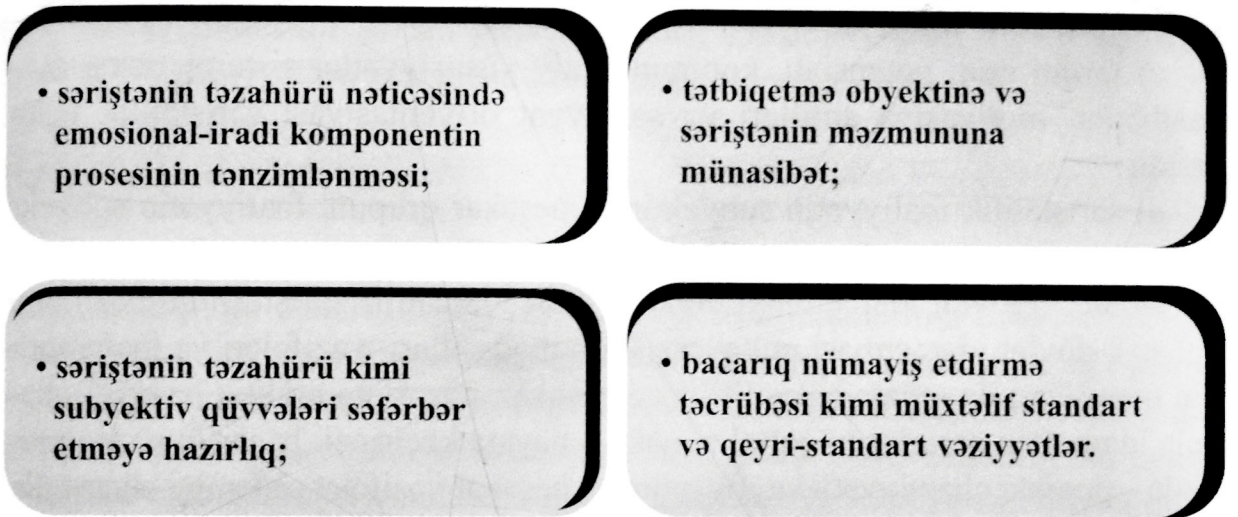 • səriştənin təzahürü nəticəsində
emosional-iradi komponentin
prosesinin tənzimlənməsi;
• tətbiqetmə obyektinə və
səriştənin məzmununa
münasibət;
• səriştənin təzahürü kimi
subyektiv qüvvələri səfərbər
etməyə hazırlıq;
• bacarıq nümayiş etdirmə
təcrübəsi kimi müxtəlif standart
və qeyri-standart vəziyyətlər.